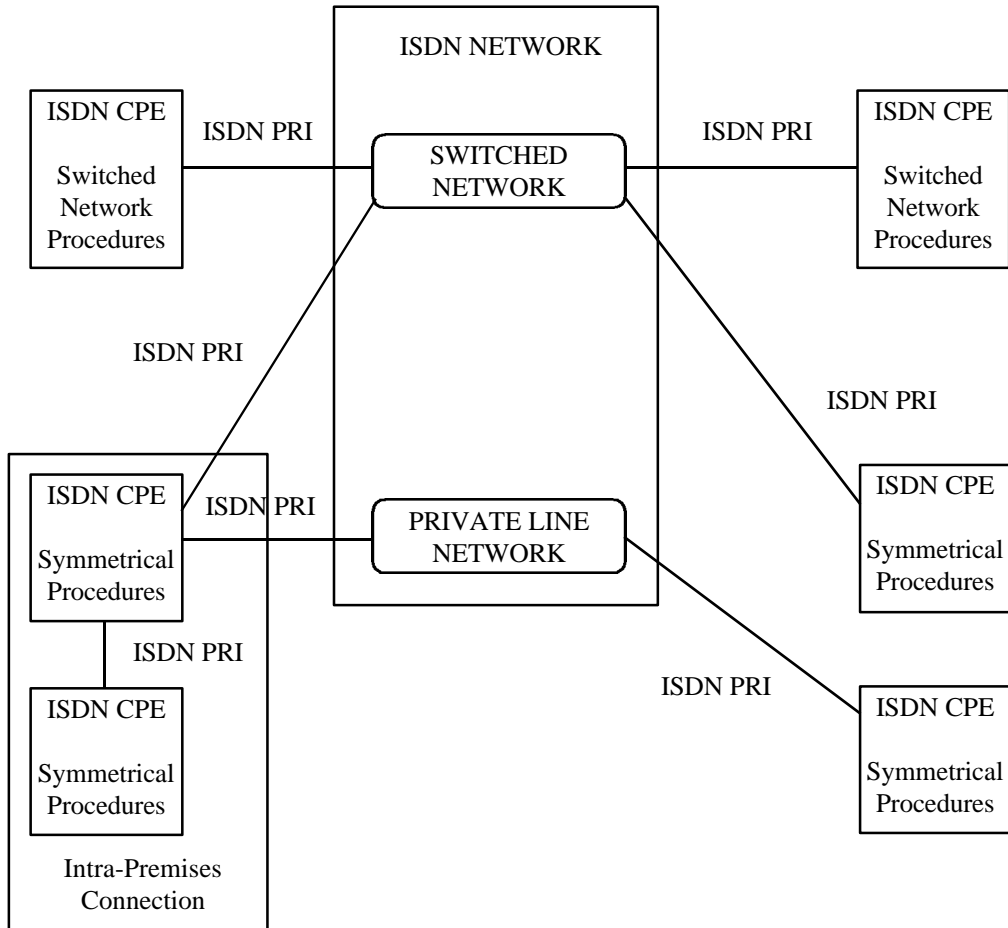 ISDN NETWORK
ISDN CPE
Switched
Network
Procedures
ISDN PRI
SWITCHED
NETWORK
ISDN PRI
ISDN CPE
Switched
Network
Procedures
ISDN PRI
ISDN PRI
ISDN CPE
Symmetrical
Procedures
ISDN PRI
PRIVATE LINE
NETWORK
ISDN CPE
Symmetrical
Procedures
ISDN PRI
ISDN PRI
ISDN CPE
Symmetrical
Procedures
ISDN CPE
Symmetrical
Procedures
Intra-Premises
Connection